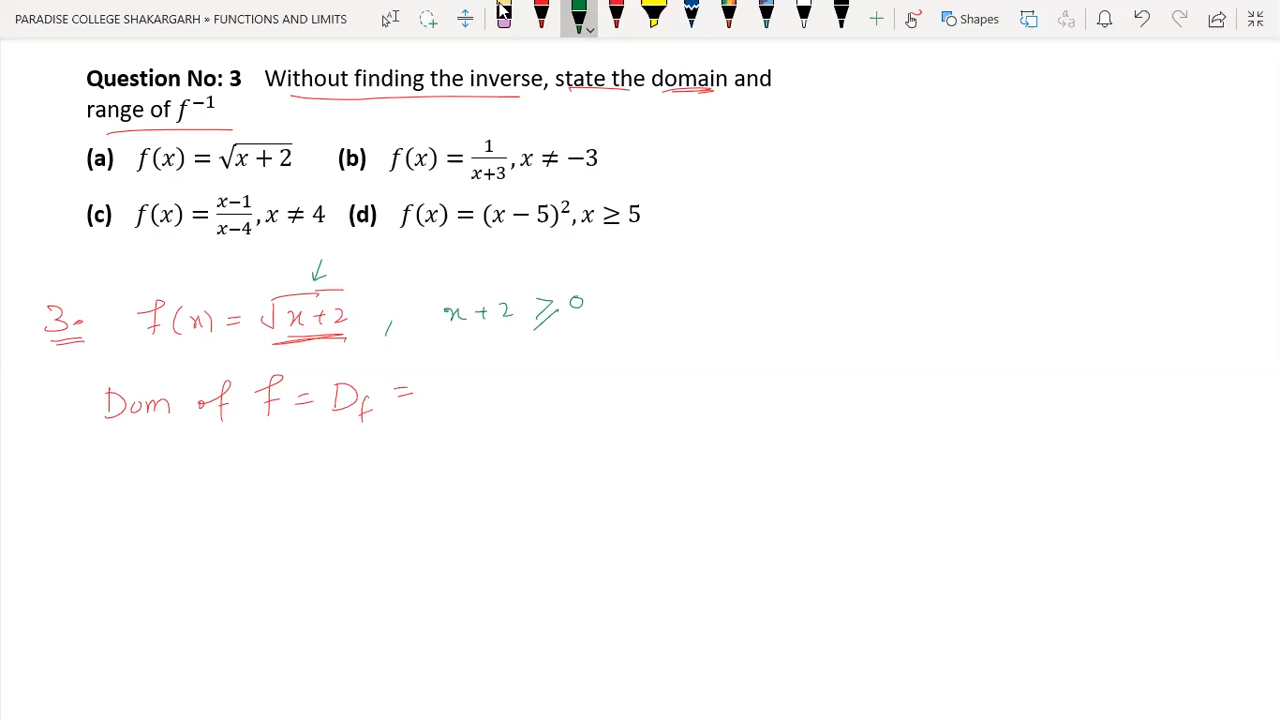 PARADISE COLLEGE SHAKARGARH » FUNCTIONS AND LIMITS
Shapes
Question No: 3 Without finding the inverse, state the domain and
range of f⁻¹
(a) f(x) = √(x + 2) (b) f(x) = 1/(x+3), x ≠ −3
(c) f(x) = (x−1)/(x−4), x ≠ 4 (d) f(x) = (x − 5)², x ≥ 5
3. f(x) = √(x+2) , x + 2 ≥ 0
Dom of f = D_f =